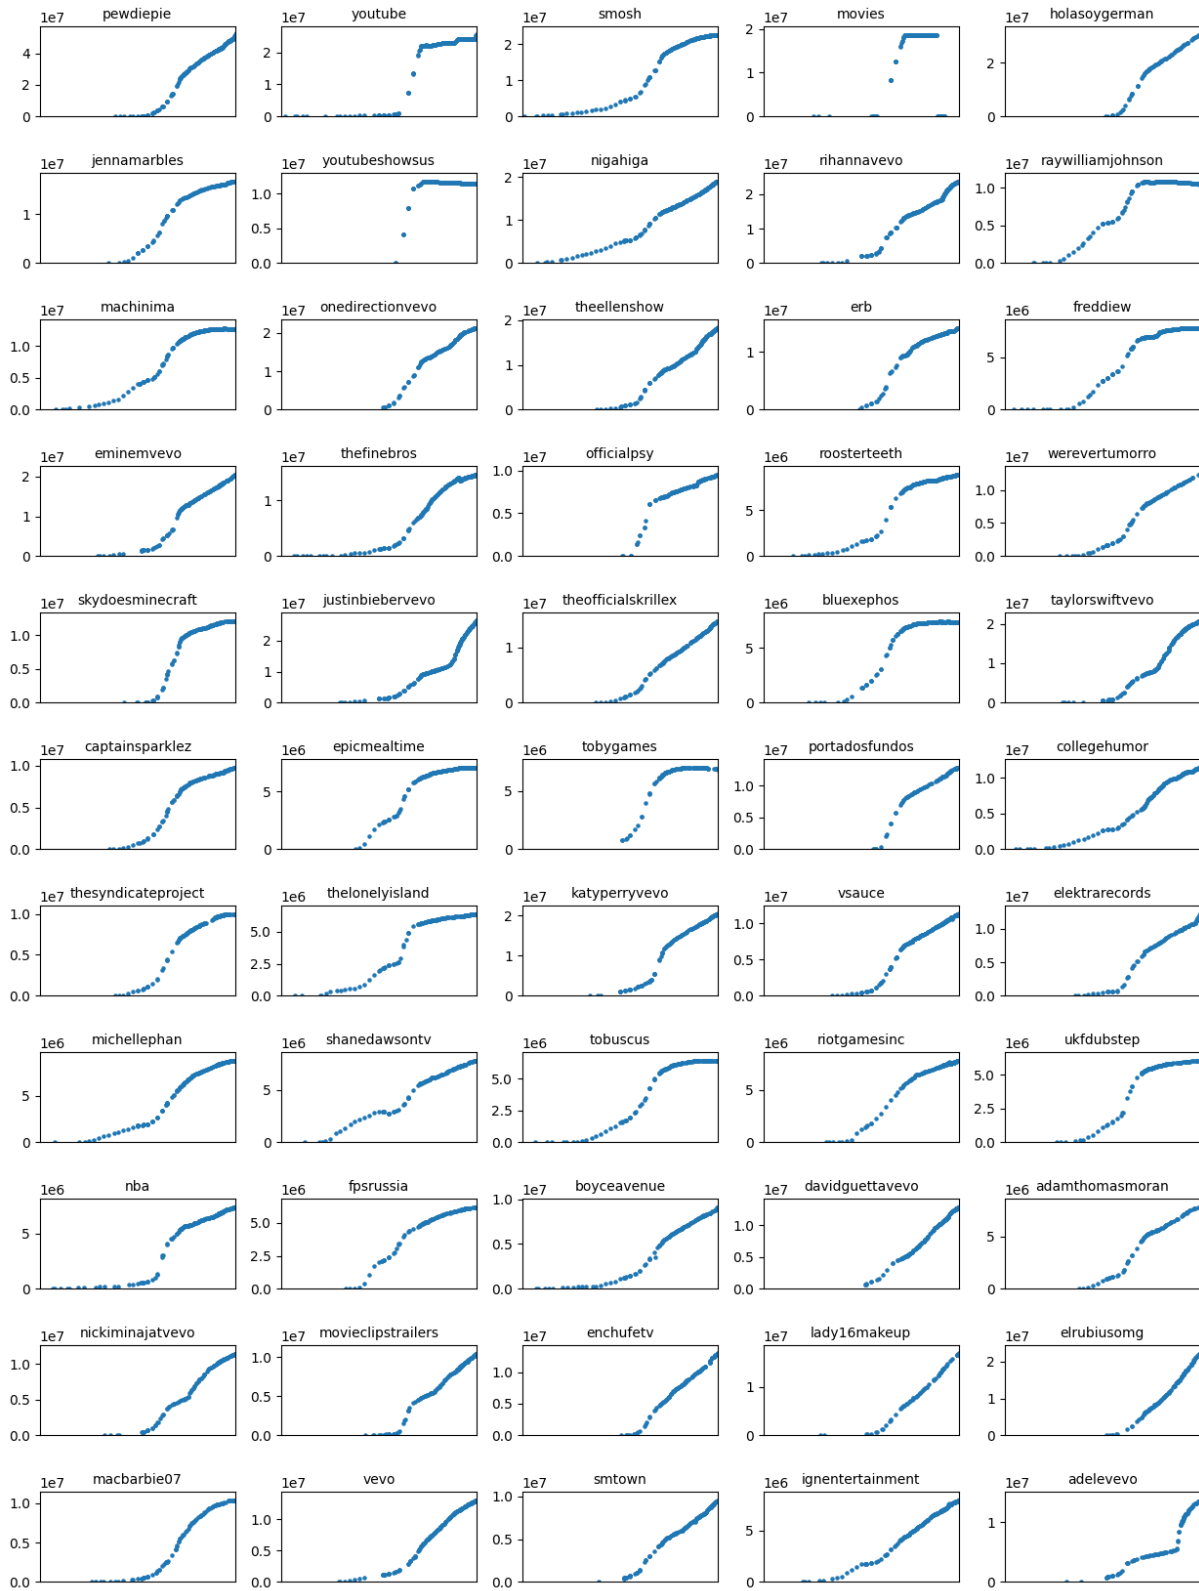 pewdiepie youtube smosh movies holasoygerman
1e7 1e7 1e7 1e7 1e7
4 2 0
2 1 0
2 1 0
2 1 0
2 0
jennamarbles youtubeshowsus nigahiga rihannavevo raywilliamjohnson
1e7 1e7 1e7 1e7 1e7
1 0
1.0 0.5 0.0
2 1 0
2 1 0
1.0 0.5 0.0
machinima onedirectionvevo theellenshow erb freddiew
1e7 1e7 1e7 1e7 1e6
1.0 0.5 0.0
2 1 0
2 1 0
1 0
5 0
eminemvevo thefinebros officialpsy roosterteeth werevertumorro
1e7 1e7 1e7 1e6 1e7
2 1 0
1 0
1.0 0.5 0.0
5 0
1.0 0.5 0.0
skydoesminecraft justinbiebervevo theofficialskrillex bluexephos taylorswiftvevo
1e7 1e7 1e7 1e6 1e7
1.0 0.5 0.0
2 1 0
1 0
5 0
2 1 0
captainsparklez epicmealtime tobygames portadosfundos collegehumor
1e7 1e6 1e6 1e7 1e7
1.0 0.5 0.0
5 0
5 0
1.0 0.5 0.0
1.0 0.5 0.0
thesyndicateproject thelonelyisland katyperryvevo vsauce elektrarecords
1e7 1e6 1e7 1e7 1e7
1.0 0.5 0.0
5.0 2.5 0.0
2 1 0
1.0 0.5 0.0
1.0 0.5 0.0
michellephan shanedawsontv tobuscus riotgamesinc ukfdubstep
1e6 1e6 1e6 1e6 1e6
5 0
5 0
5.0 2.5 0.0
5 0
5.0 2.5 0.0
nba fpsrussia boyceavenue davidguettavevo adamthomasmoran
1e6 1e6 1e7 1e7 1e6
5 0
5.0 2.5 0.0
1.0 0.5 0.0
1.0 0.5 0.0
5 0
nickiminajatvevo movieclipstrailers enchufetv lady16makeup elrubiusomg
1e7 1e7 1e7 1e7 1e7
1.0 0.5 0.0
1.0 0.5 0.0
1.0 0.5 0.0
1 0
2 1 0
macbarbie07 vevo smtown ignentertainment adelevevo
1e7 1e7 1e7 1e6 1e7
1.0 0.5 0.0
1.0 0.5 0.0
1.0 0.5 0.0
5 0
1 0